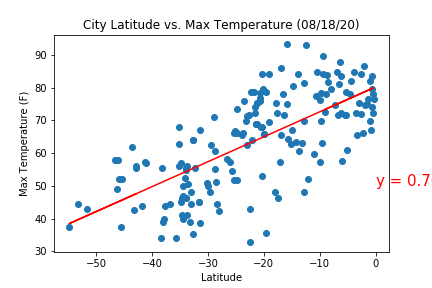 City Latitude vs. Max Temperature (08/18/20)
Max Temperature (F)
90
80
70
60
50
40
30
y = 0.7
−50 −40 −30 −20 −10 0
Latitude